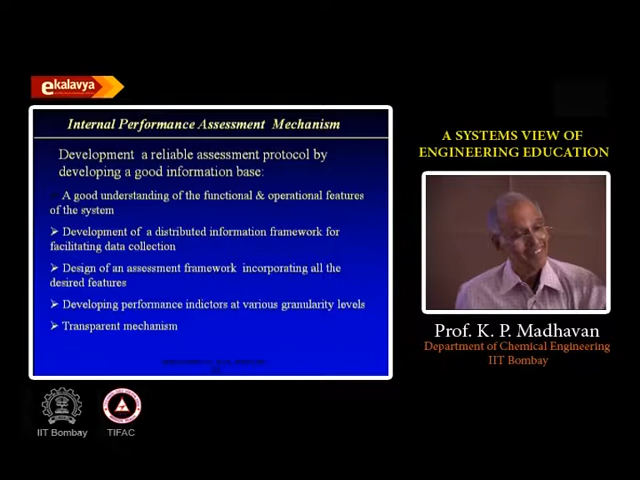 ekalavya
Internal Performance Assessment Mechanism
Development a reliable assessment protocol by
developing a good information base:
A good understanding of the functional & operational features
of the system
➢ Development of a distributed information framework for
facilitating data collection
➢ Design of an assessment framework incorporating all the
desired features
➢ Developing performance indictors at various granularity levels
➢ Transparent mechanism
A SYSTEMS VIEW OF
ENGINEERING EDUCATION
Prof. K. P. Madhavan
Department of Chemical Engineering
IIT Bombay
IIT Bombay
TIFAC